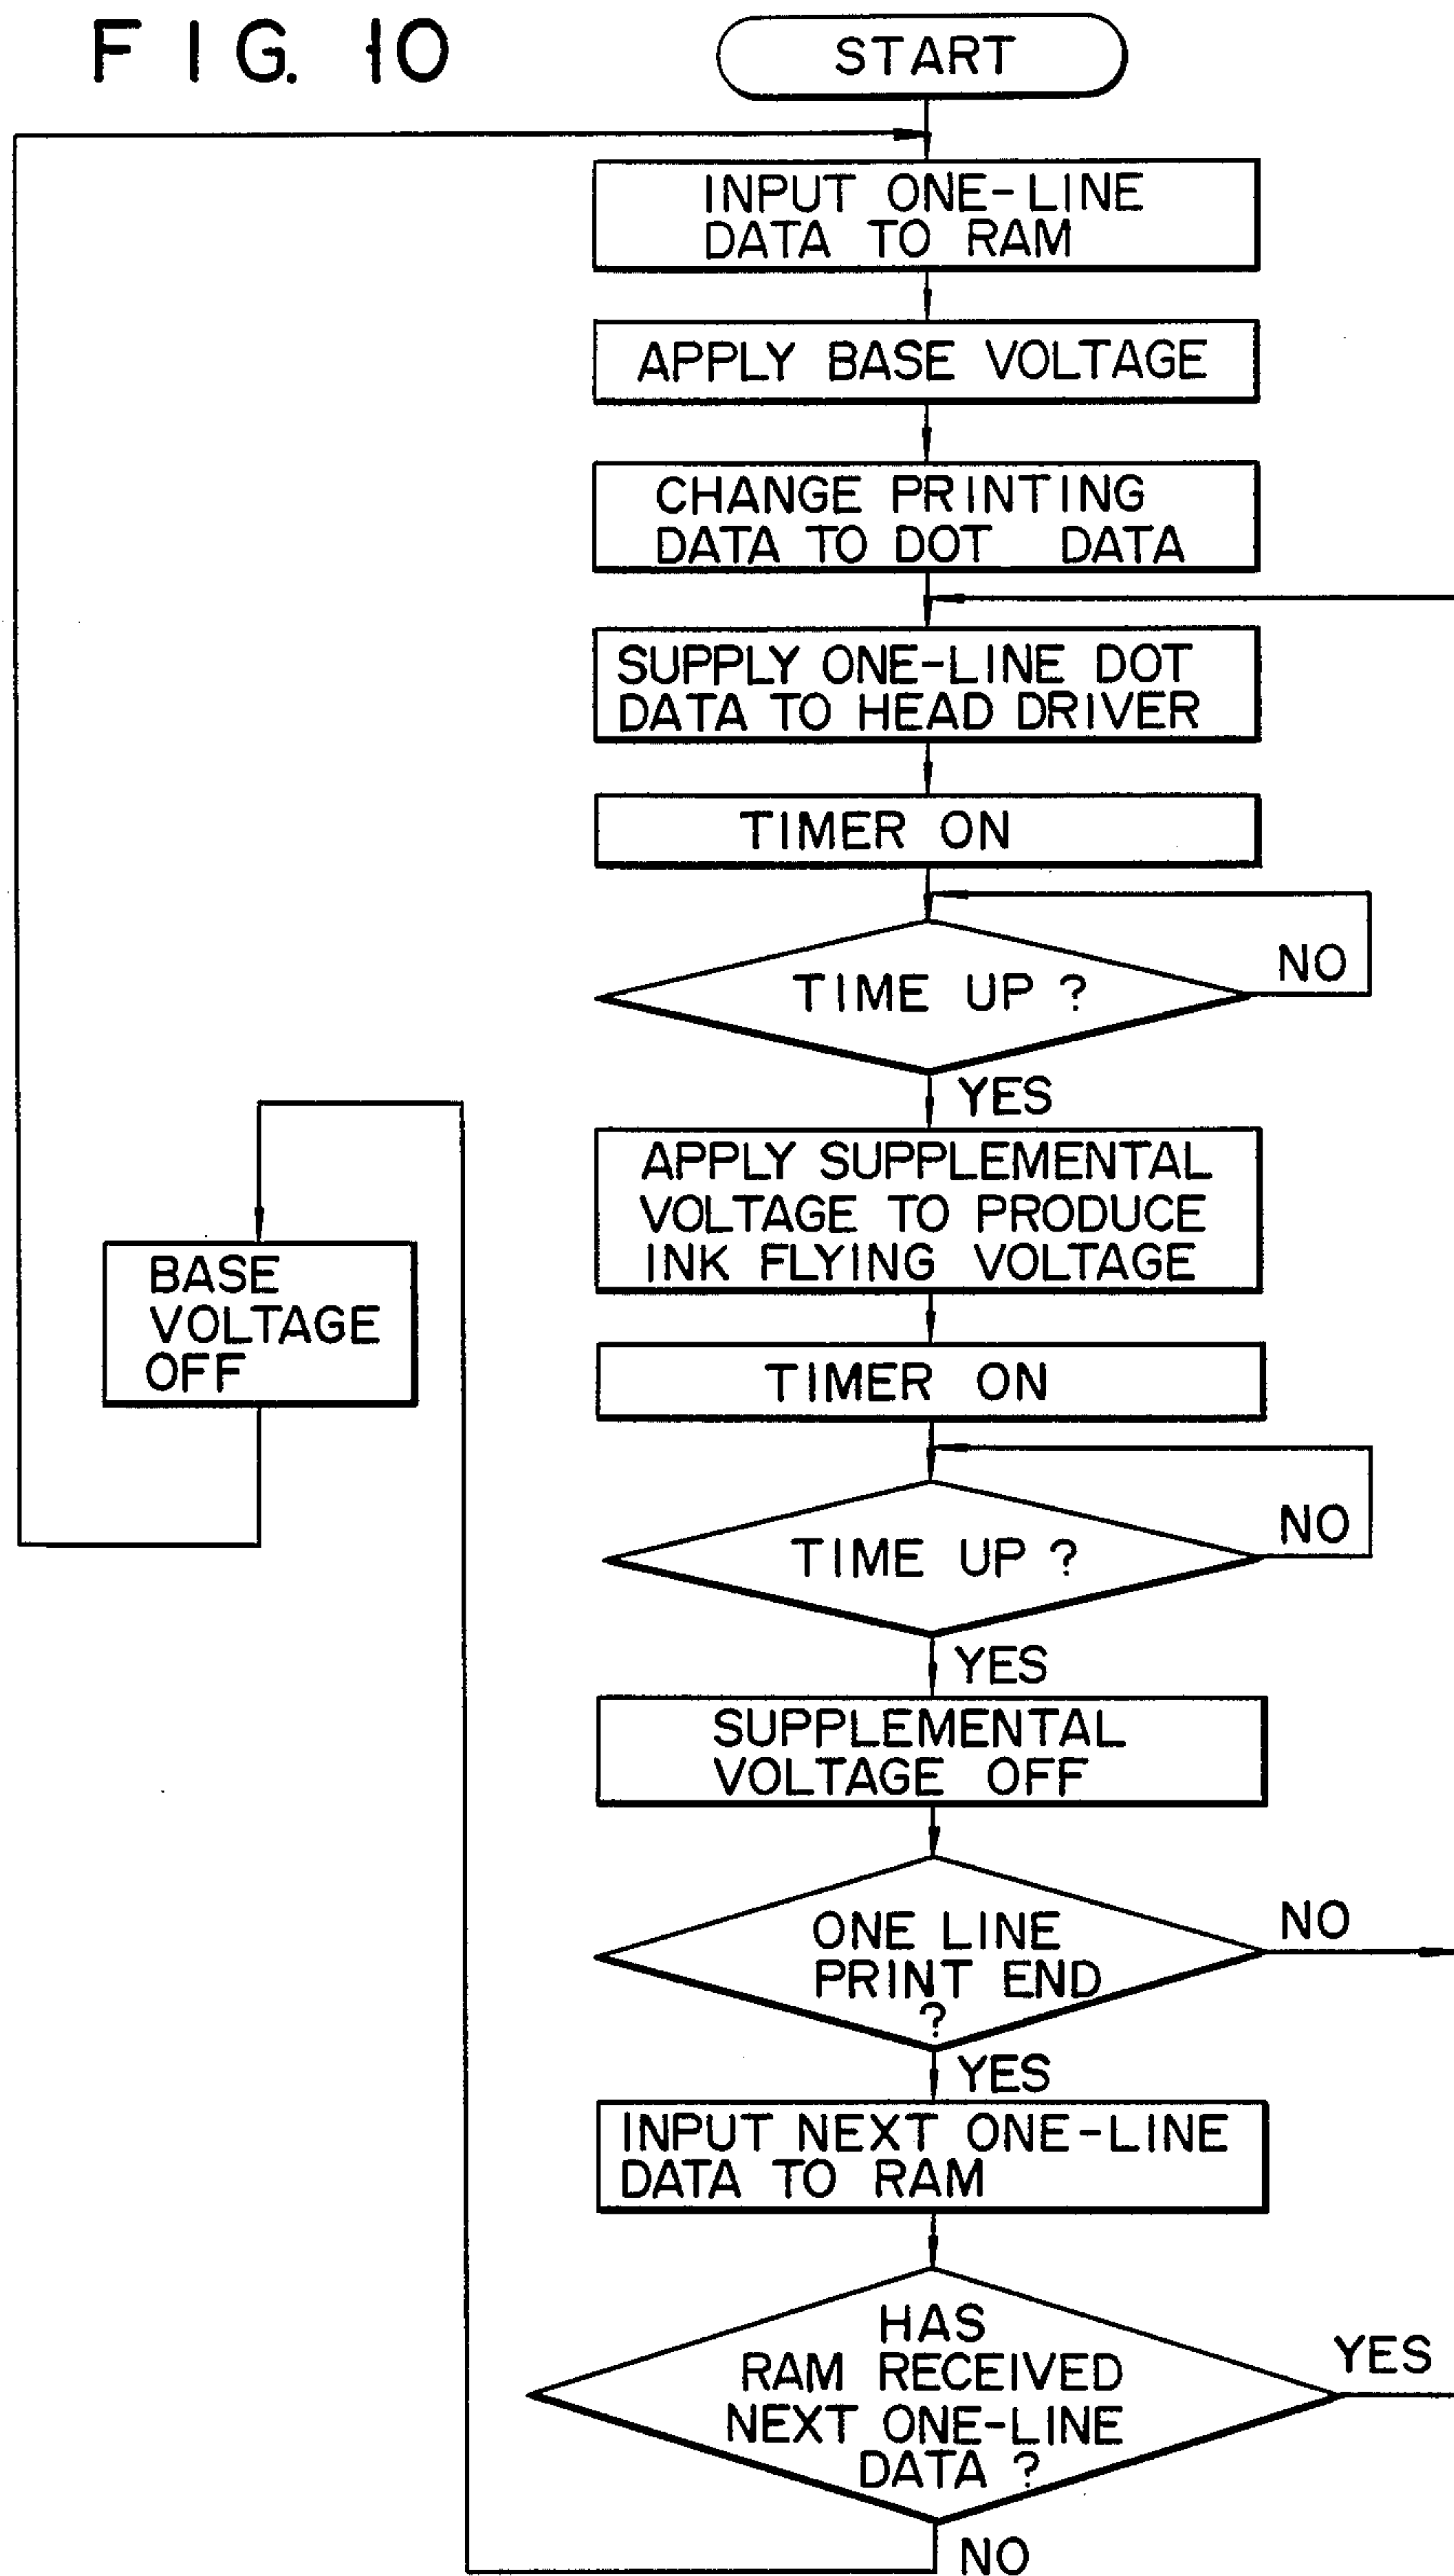 FIG. 10
START
INPUT ONE-LINE
DATA TO RAM
APPLY BASE VOLTAGE
CHANGE PRINTING
DATA TO DOT DATA
SUPPLY ONE-LINE DOT
DATA TO HEAD DRIVER
TIMER ON
TIME UP ?
NO
YES
APPLY SUPPLEMENTAL
VOLTAGE TO PRODUCE
INK FLYING VOLTAGE
BASE
VOLTAGE
OFF
TIMER ON
TIME UP ?
NO
YES
SUPPLEMENTAL
VOLTAGE OFF
ONE LINE
PRINT END
?
NO
YES
INPUT NEXT ONE-LINE
DATA TO RAM
HAS
RAM RECEIVED
NEXT ONE-LINE
DATA ?
YES
NO